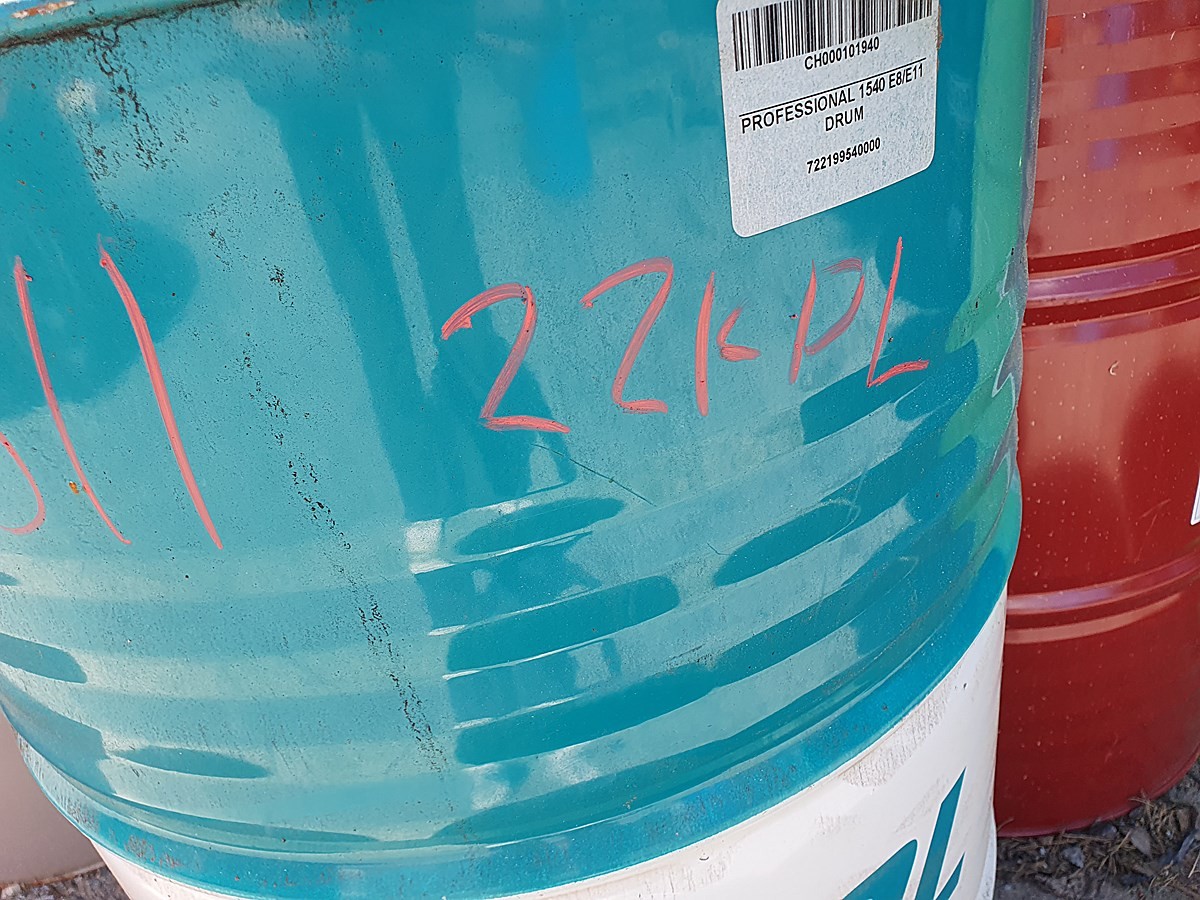 CH000101940
PROFESSIONAL 1540 E8/E11
DRUM
722199540000
22KPL